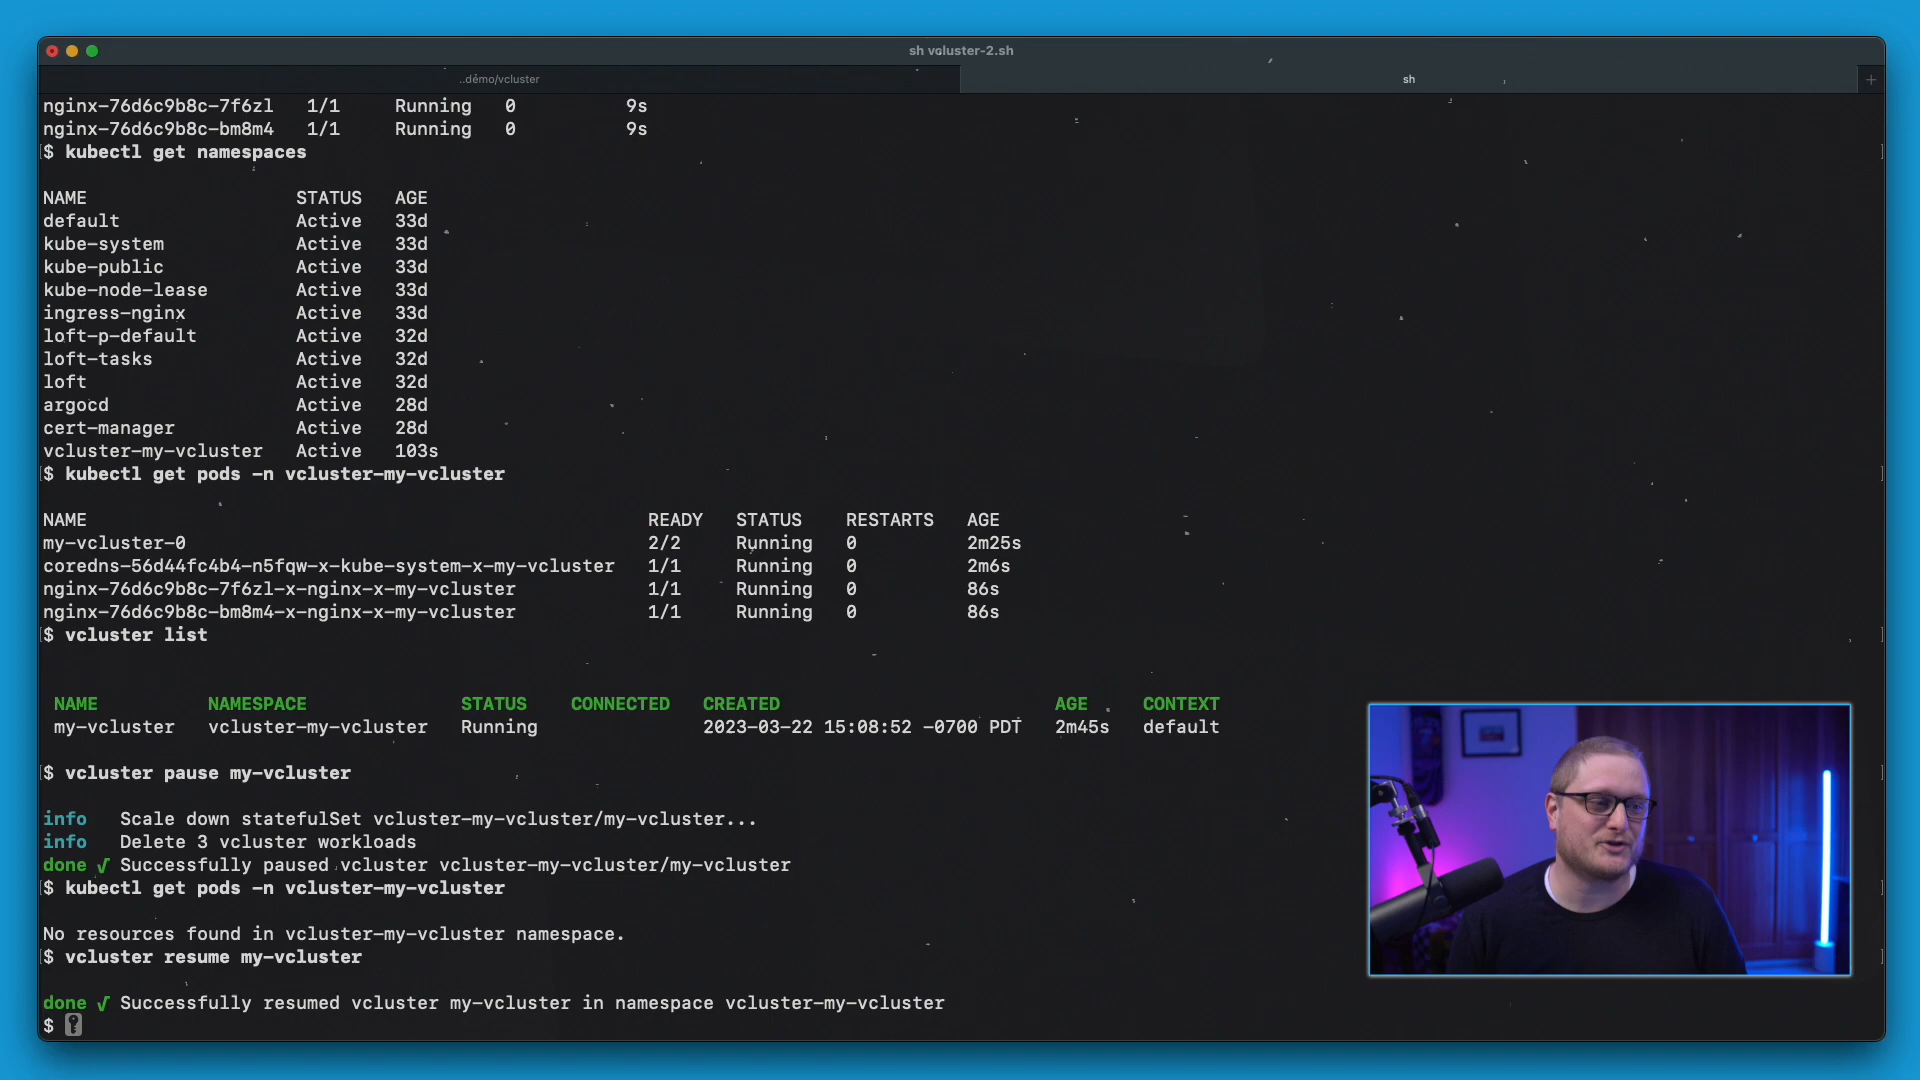 sh vcluster-2.sh
..demo/vcluster
sh
nginx-76d6c9b8c-7f6zl 1/1 Running 0 9s
nginx-76d6c9b8c-bm8m4 1/1 Running 0 9s
$ kubectl get namespaces
NAME STATUS AGE
default Active 33d
kube-system Active 33d
kube-public Active 33d
kube-node-lease Active 33d
ingress-nginx Active 33d
loft-p-default Active 32d
loft-tasks Active 32d
loft Active 32d
argocd Active 28d
cert-manager Active 28d
vcluster-my-vcluster Active 103s
$ kubectl get pods -n vcluster-my-vcluster
NAME READY STATUS RESTARTS AGE
my-vcluster-0 2/2 Running 0 2m25s
coredns-56d44fc4b4-n5fqw-x-kube-system-x-my-vcluster 1/1 Running 0 2m6s
nginx-76d6c9b8c-7f6zl-x-nginx-x-my-vcluster 1/1 Running 0 86s
nginx-76d6c9b8c-bm8m4-x-nginx-x-my-vcluster 1/1 Running 0 86s
$ vcluster list
NAME NAMESPACE STATUS CONNECTED CREATED AGE CONTEXT
my-vcluster vcluster-my-vcluster Running 2023-03-22 15:08:52 -0700 PDT 2m45s default
$ vcluster pause my-vcluster
info Scale down statefulSet vcluster-my-vcluster/my-vcluster...
info Delete 3 vcluster workloads
done √ Successfully paused vcluster vcluster-my-vcluster/my-vcluster
$ kubectl get pods -n vcluster-my-vcluster
No resources found in vcluster-my-vcluster namespace.
$ vcluster resume my-vcluster
done √ Successfully resumed vcluster my-vcluster in namespace vcluster-my-vcluster
$